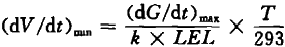 (dV/dt)min = (dG/dt)max / k × LEL × T / 293